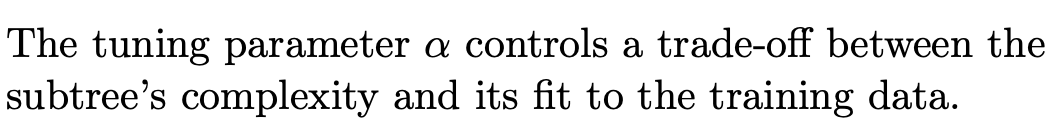 The tuning parameter α controls a trade-off between the
subtree’s complexity and its fit to the training data.